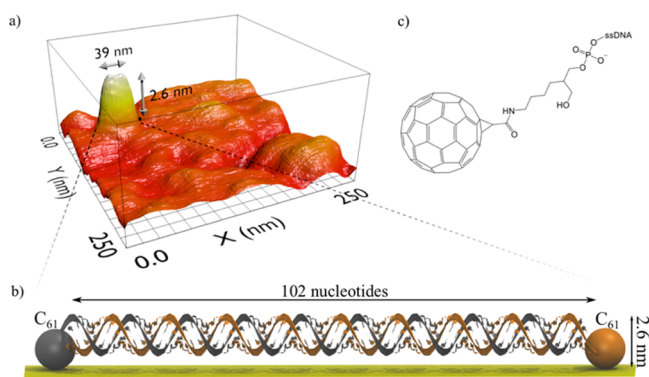 a)
39 nm
2.6 nm
0.0
Y (nm)
250
0.0
X (nm)
250
c)
O
ssDNA
O
P
O⁻
O
HN
HO
O
b)
102 nucleotides
C₆₁
C₆₁
2.6 nm